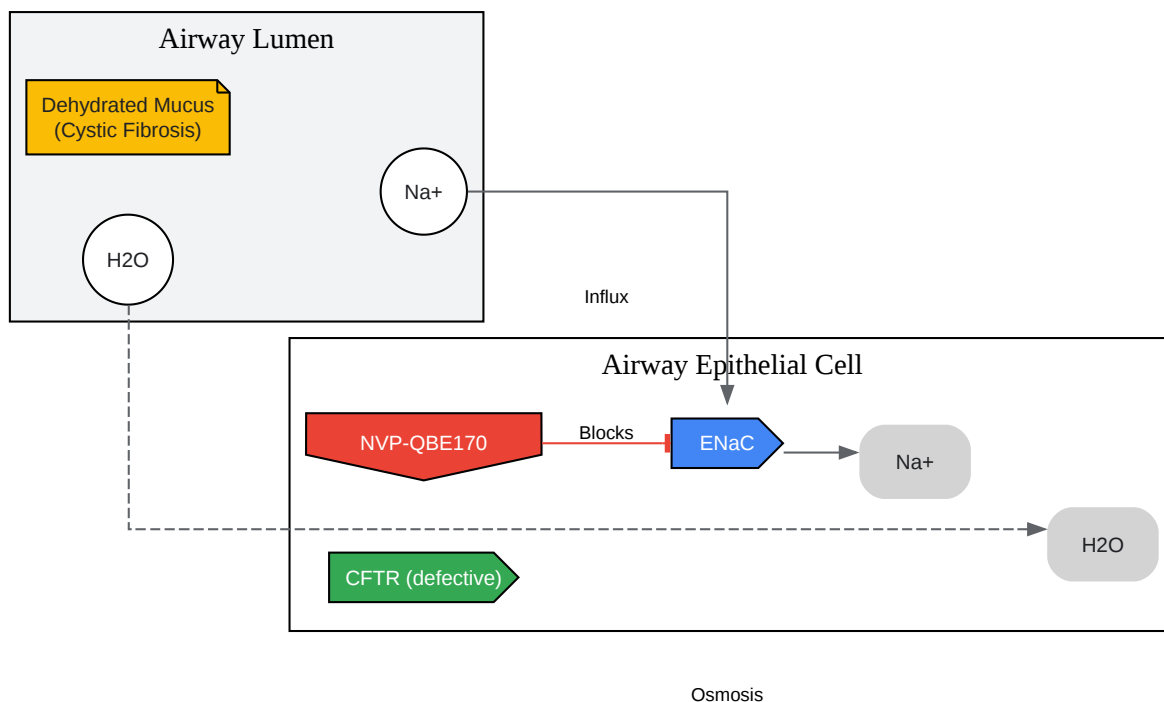 Airway Lumen
Dehydrated Mucus
(Cystic Fibrosis)
Na+
H2O
Influx
Airway Epithelial Cell
NVP-QBE170
Blocks
ENaC
Na+
H2O
CFTR (defective)
Osmosis